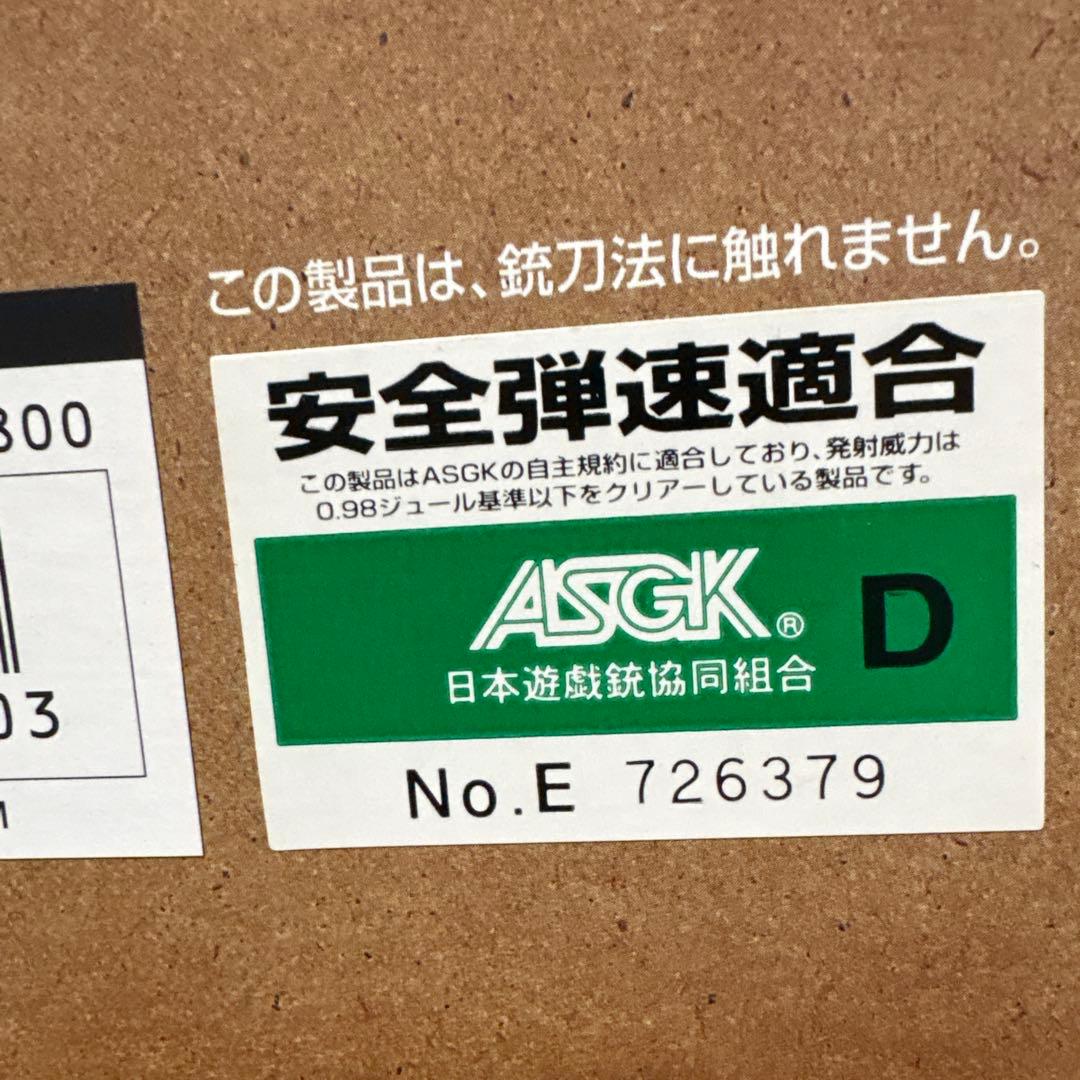 この製品は、銃刀法に触れません。
安全弾速適合
この製品はASGKの自主規約に適合しており、発射威力は
0.98ジュール基準以下をクリアーしている製品です。
ASGK®
D
日本遊戯銃協同組合
No.E 726379
800
03